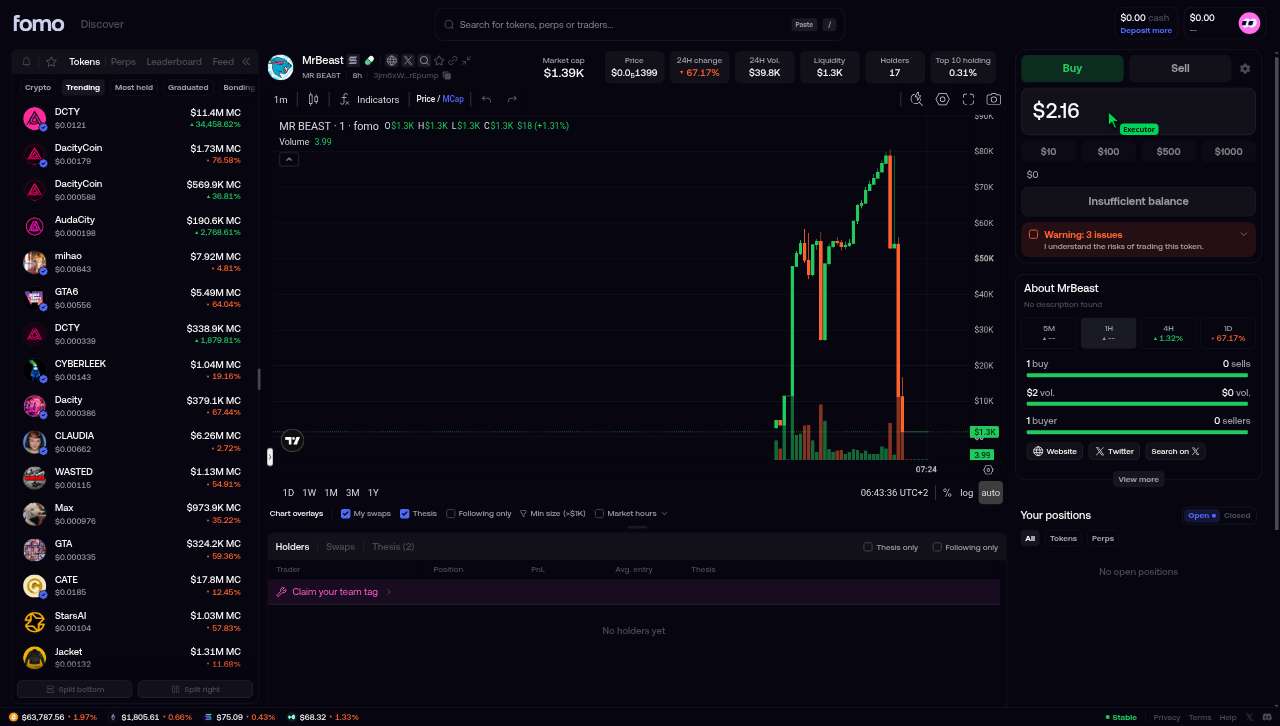 fomo
Discover
Search for tokens, perps or traders...
Paste
/
$0.00 cash
Deposit more
$0.00
Tokens Perps Leaderboard Feed
Crypto Trending Most held Graduated Bonding
DCTY $11.4M MC
$0.0121 34,458.62%
DacityCoin $1.73M MC
$0.00179 76.58%
DacityCoin $569.9K MC
$0.000588 36.81%
AudaCity $190.6K MC
$0.000198 2,768.61%
mihao $7.92M MC
$0.00843 4.81%
GTA6 $5.49M MC
$0.00556 64.04%
DCTY $338.9K MC
$0.000339 1,879.81%
CYBERLEEK $1.04M MC
$0.00143 19.16%
Dacity $379.1K MC
$0.000386 67.44%
CLAUDIA $6.26M MC
$0.00662 2.72%
WASTED $1.13M MC
$0.00115 54.91%
Max $973.9K MC
$0.000976 35.22%
GTA $324.2K MC
$0.000335 59.36%
CATE $17.8M MC
$0.0185 12.45%
StarsAI $1.03M MC
$0.00104 57.83%
Jacket $1.31M MC
$0.00132 11.68%
Split bottom Split right
MrBeast
MR BEAST 8h 3jm6xW...rEpump
Market cap
$1.39K
Price
$0.0₅1399
24H change
67.17%
24H Vol.
$39.8K
Liquidity
$1.3K
Holders
17
Top 10 holding
0.31%
1m Indicators Price / MCap
MR BEAST · 1 · fomo O$1.3K H$1.3K L$1.3K C$1.3K $18 (+1.31%)
Volume 3.99
$90K
$80K
$70K
$60K
$50K
$40K
$30K
$20K
$10K
$1.3K
$0
3.99
07:24
1D 1W 1M 3M 1Y
06:43:36 UTC+2 % log auto
Chart overlays My swaps Thesis Following only Min size (>$1K) Market hours
Holders Swaps Thesis (2)
Thesis only Following only
Trader Position PnL Avg. entry Thesis
Claim your team tag
No holders yet
Buy Sell
$2.16
Executor
$10 $100 $500 $1000
$0
Insufficient balance
Warning: 3 issues
I understand the risks of trading this token.
About MrBeast
No description found
5M 1H 4H 1D
-- -- 1.32% 67.17%
1 buy 0 sells
$2 vol. $0 vol.
1 buyer 0 sellers
Website Twitter Search on X
View more
Your positions Open Closed
All Tokens Perps
No open positions
$63,787.56 1.97% $1,805.61 0.66% $75.09 0.43% $68.32 1.33%
Stable Privacy Terms Help